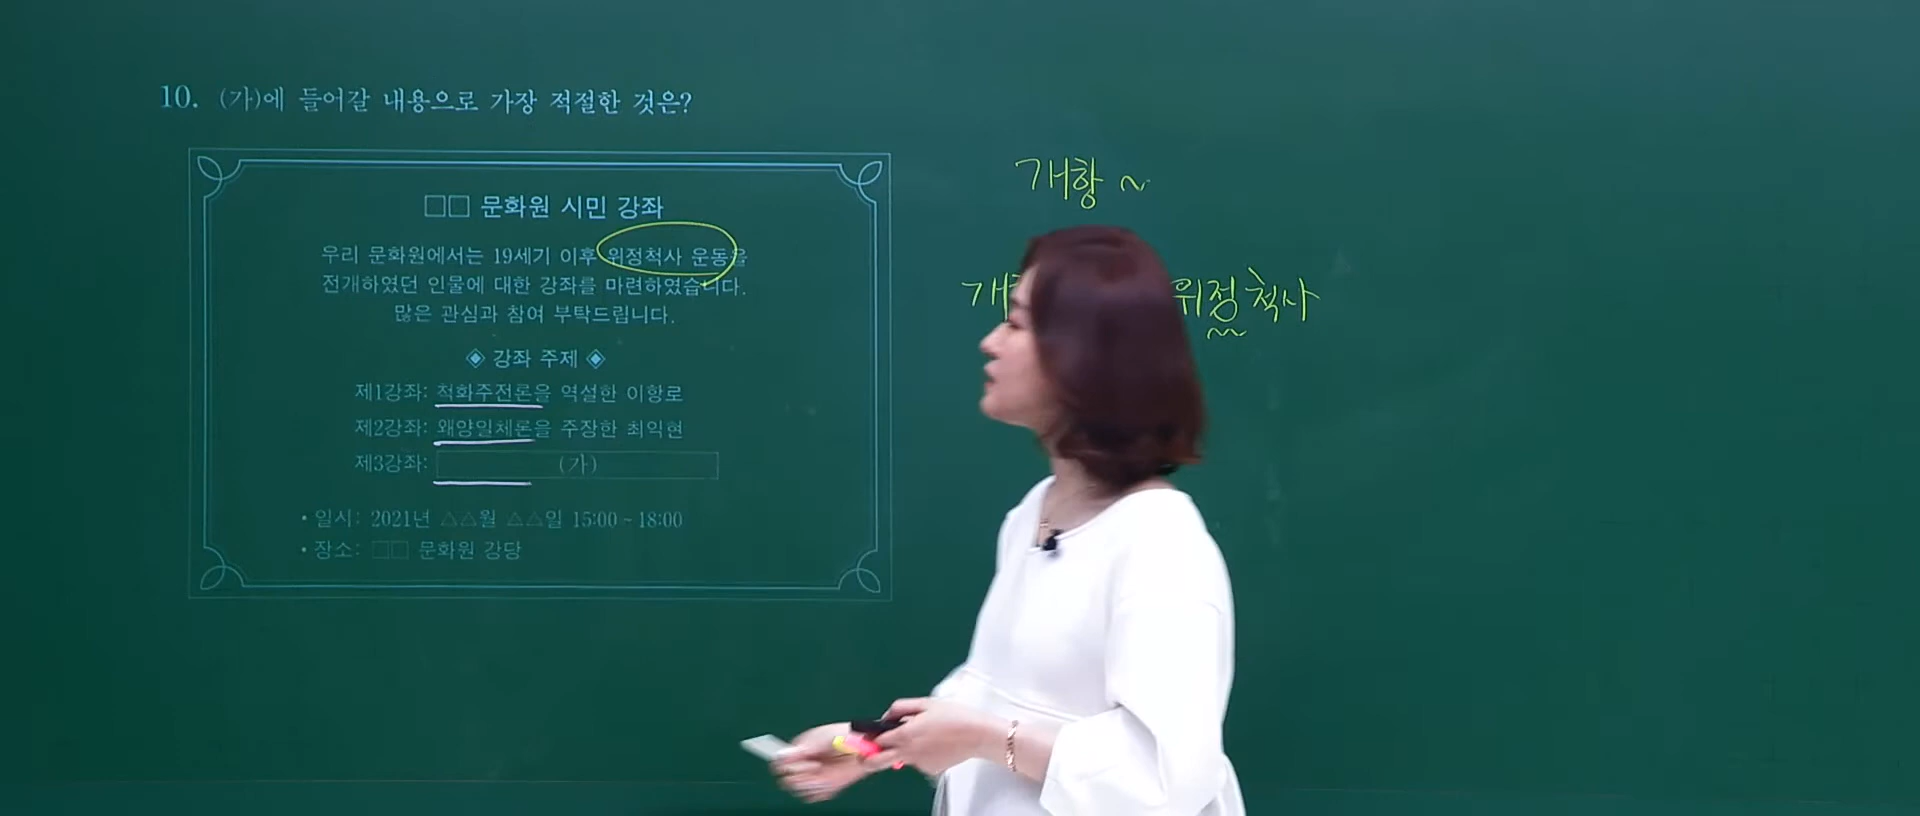 10. (가)에 들어갈 내용으로 가장 적절한 것은?
□□ 문화원 시민 강좌
우리 문화원에서는 19세기 이후 위정척사 운동을
전개하였던 인물에 대한 강좌를 마련하였습니다.
많은 관심과 참여 부탁드립니다.
◈ 강좌 주제 ◈
제1강좌: 척화주전론을 역설한 이항로
제2강좌: 왜양일체론을 주장한 최익현
제3강좌: (가)
• 일시: 2021년 △△월 △△일 15:00 ~ 18:00
• 장소: □□ 문화원 강당
개항 ~
위정척사